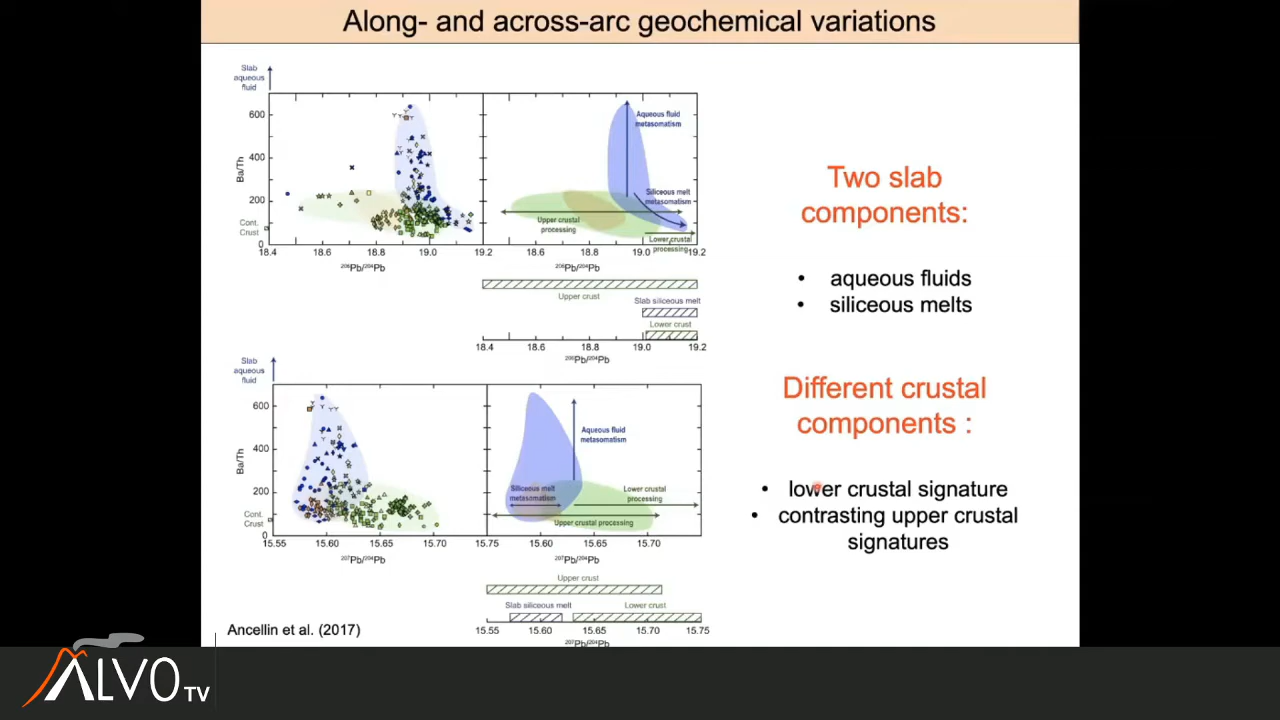 Along- and across-arc geochemical variations
Slab
aqueous
fluid
600
400
200
0
Ba/Th
Cont.
Crust
18.4
18.6
18.8
19.0
19.2
²⁰⁶Pb/²⁰⁴Pb
Aqueous fluid
metasomatism
Siliceous melt
metasomatism
Upper crustal
processing
Lower crustal
processing
18.6
18.8
19.0
19.2
²⁰⁶Pb/²⁰⁴Pb
Upper crust
Slab siliceous melt
Lower crust
18.4
18.6
18.8
19.0
19.2
²⁰⁶Pb/²⁰⁴Pb
Slab
aqueous
fluid
600
400
200
0
Ba/Th
Cont.
Crust
15.55
15.60
15.65
15.70
15.75
²⁰⁷Pb/²⁰⁴Pb
Aqueous fluid
metasomatism
Siliceous melt
metasomatism
Lower crustal
processing
Upper crustal processing
15.60
15.65
15.70
²⁰⁷Pb/²⁰⁴Pb
Upper crust
Slab siliceous melt
Lower crust
15.55
15.60
15.65
15.70
15.75
²⁰⁷Pb/²⁰⁴Pb
Two slab
components:
• aqueous fluids
• siliceous melts
Different crustal
components :
• lower crustal signature
• contrasting upper crustal
signatures
Ancellin et al. (2017)
ALVO TV